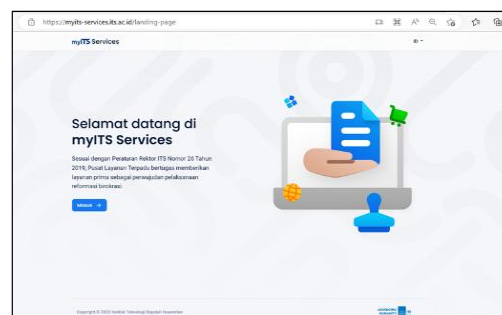 https://myits-services.its.ac.id/landing-page
myITS Services
Selamat datang di
myITS Services
Sesuai dengan Peraturan Rektor ITS Nomor 26 Tahun
2019, Pusat Layanan Terpadu bertugas memberikan
layanan prima sebagai perwujudan pelaksanaan
reformasi birokrasi.
Masuk →
Copyright © 2023 Institut Teknologi Sepuluh Nopember
ADVANCING
HUMANITY